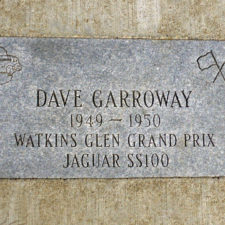 DAVE GARROWAY
1949 — 1950
WATKINS GLEN GRAND PRIX
JAGUAR SS100